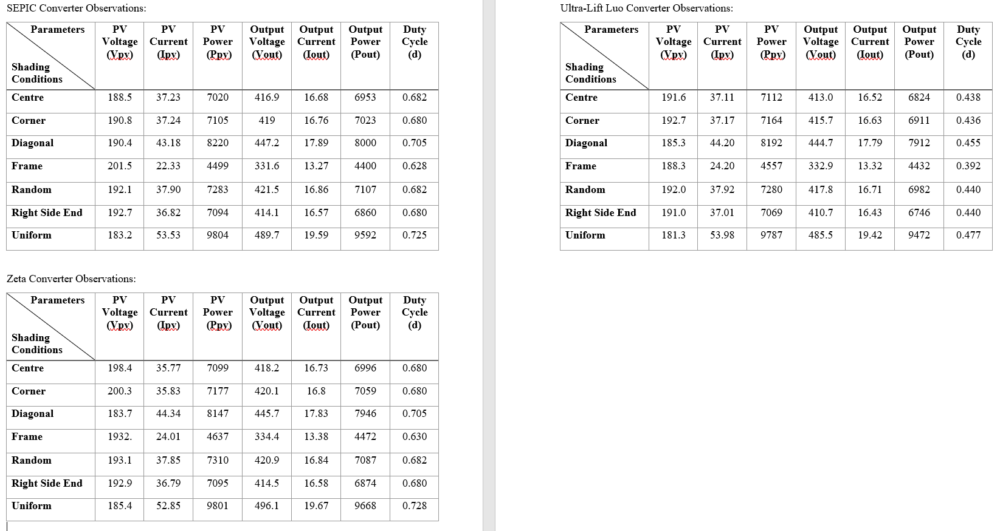 SEPIC Converter Observations:
Parameters PV Voltage (Vpv) PV Current (Ipv) PV Power (Ppv) Output Voltage (Vout) Output Current (Iout) Output Power (Pout) Duty Cycle (d)
Shading Conditions
Centre 188.5 37.23 7020 416.9 16.68 6953 0.682
Corner 190.8 37.24 7105 419 16.76 7023 0.680
Diagonal 190.4 43.18 8220 447.2 17.89 8000 0.705
Frame 201.5 22.33 4499 331.6 13.27 4400 0.628
Random 192.1 37.90 7283 421.5 16.86 7107 0.682
Right Side End 192.7 36.82 7094 414.1 16.57 6860 0.680
Uniform 183.2 53.53 9804 489.7 19.59 9592 0.725
Zeta Converter Observations:
Parameters PV Voltage (Vpv) PV Current (Ipv) PV Power (Ppv) Output Voltage (Vout) Output Current (Iout) Output Power (Pout) Duty Cycle (d)
Shading Conditions
Centre 198.4 35.77 7099 418.2 16.73 6996 0.680
Corner 200.3 35.83 7177 420.1 16.8 7059 0.680
Diagonal 183.7 44.34 8147 445.7 17.83 7946 0.705
Frame 1932. 24.01 4637 334.4 13.38 4472 0.630
Random 193.1 37.85 7310 420.9 16.84 7087 0.682
Right Side End 192.9 36.79 7095 414.5 16.58 6874 0.680
Uniform 185.4 52.85 9801 496.1 19.67 9668 0.728
Ultra-Lift Luo Converter Observations:
Parameters PV Voltage (Vpv) PV Current (Ipv) PV Power (Ppv) Output Voltage (Vout) Output Current (Iout) Output Power (Pout) Duty Cycle (d)
Shading Conditions
Centre 191.6 37.11 7112 413.0 16.52 6824 0.438
Corner 192.7 37.17 7164 415.7 16.63 6911 0.436
Diagonal 185.3 44.20 8192 444.7 17.79 7912 0.455
Frame 188.3 24.20 4557 332.9 13.32 4432 0.392
Random 192.0 37.92 7280 417.8 16.71 6982 0.440
Right Side End 191.0 37.01 7069 410.7 16.43 6746 0.440
Uniform 181.3 53.98 9787 485.5 19.42 9472 0.477